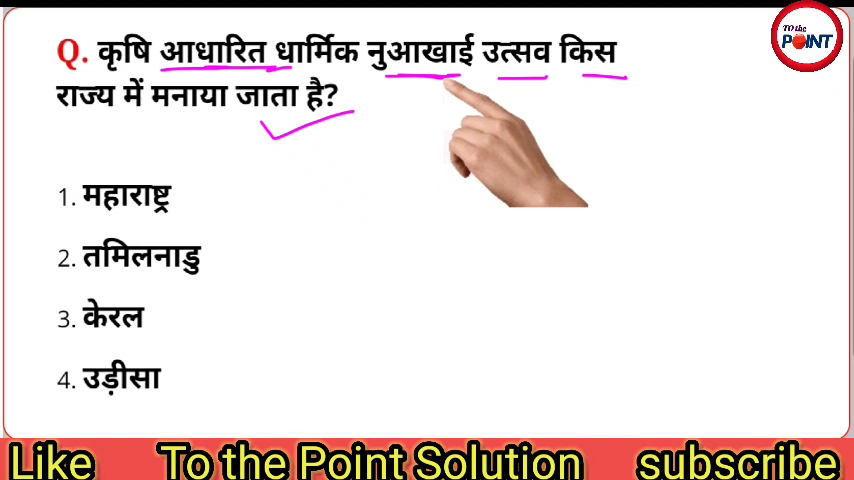 TO the
POINT
Q. कृषि आधारित धार्मिक नुआखाई उत्सव किस
राज्य में मनाया जाता है?
1. महाराष्ट्र
2. तमिलनाडु
3. केरल
4. उड़ीसा
Like To the Point Solution subscribe